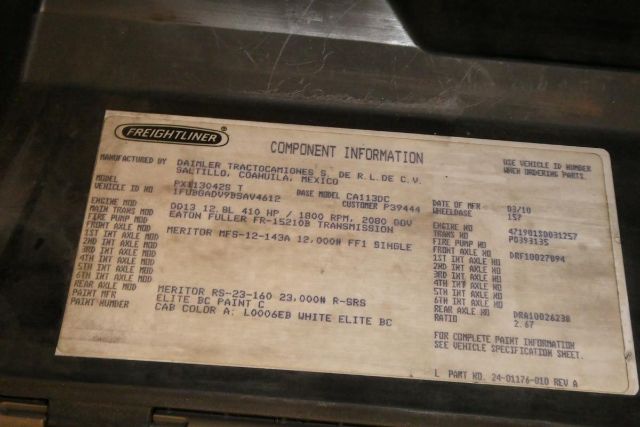 FREIGHTLINER
COMPONENT INFORMATION
USE VEHICLE ID NUMBER
WHEN ORDERING PARTS.
MANUFACTURED BY DAIMLER TRACTOCAMIONES S. DE R.L.DE C.V.
SALTILLO, COAHUILA, MEXICO
MODEL PX113042S T
VEHICLE ID NO 1FUBGADV9BSAV4612 BASE MODEL CA113DC
CUSTOMER P39444
ENGINE MOD DD13 12.8L 410 HP / 1800 RPM, 2080 GOV
MAIN TRANS MOD EATON FULLER FR-15210B TRANSMISSION
FIRE PUMP MOD
FRONT AXLE MOD MERITOR MFS-12-143A 12,000# FF1 SINGLE
1ST INT AXLE MOD
2ND INT AXLE MOD
3RD INT AXLE MOD
4TH INT AXLE MOD
5TH INT AXLE MOD
6TH INT AXLE MOD
REAR AXLE MOD MERITOR RS-23-160 23,000# R-SRS
PAINT MFR ELITE BC PAINT C
PAINT NUMBER CAB COLOR A: L0006EB WHITE ELITE BC
DATE OF MFR 03/10
WHEELBASE 157
ENGINE NO 471901S0031257
TRANS NO P0393135
FIRE PUMP NO
FRONT AXLE NO DRF10027094
1ST INT AXLE NO
2ND INT AXLE NO
3RD INT AXLE NO
4TH INT AXLE NO
5TH INT AXLE NO
6TH INT AXLE NO
REAR AXLE NO DRA10026238
RATIO 2.67
FOR COMPLETE PAINT INFORMATION
SEE VEHICLE SPECIFICATION SHEET.
L PART NO. 24-01176-010 REV A